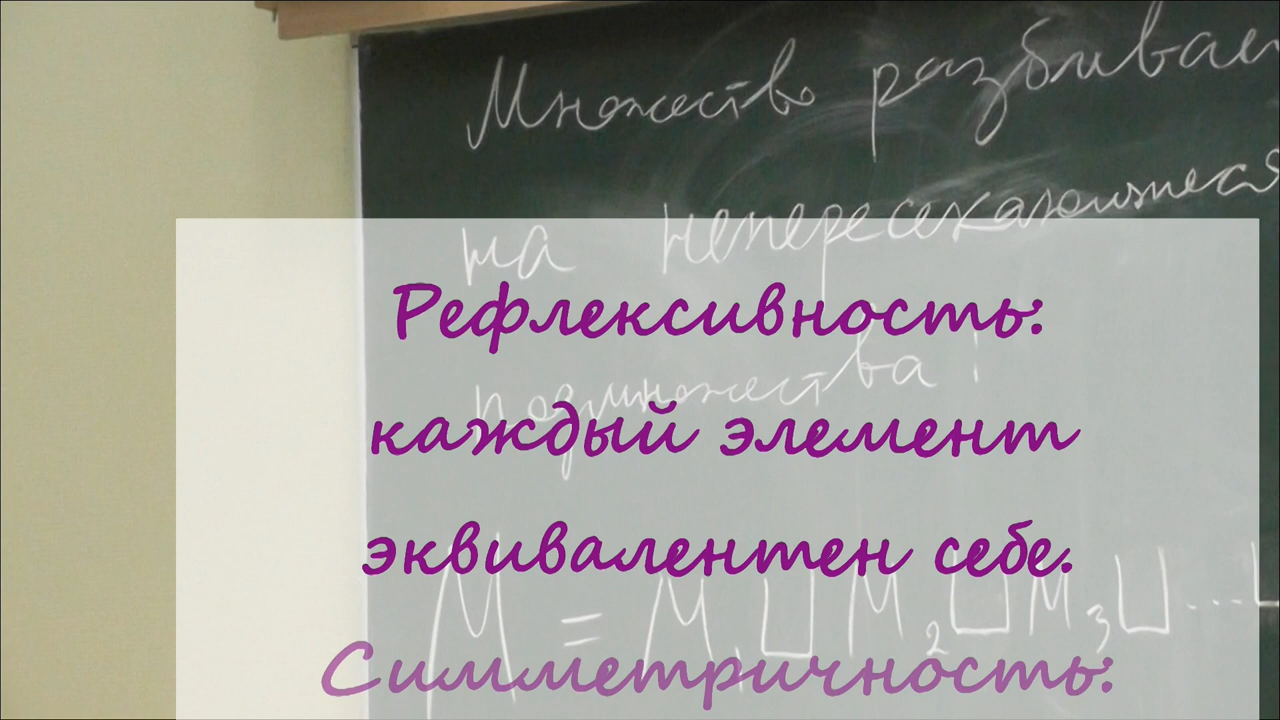 Множество разбивает
на непересекающиеся
Рефлексивность:
подмножества:
каждый элемент
эквивалентен себе.
M = M₁ ⊔ M₂ ⊔ M₃ ⊔ ...
Симметричность: